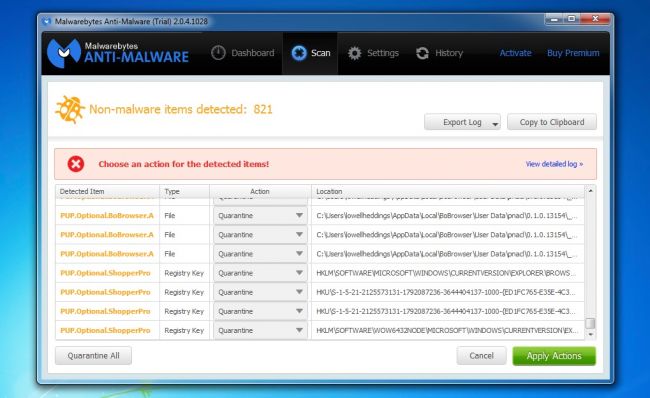 Malwarebytes Anti-Malware (Trial) 2.0.4.1028
Malwarebytes
ANTI-MALWARE
Dashboard Scan Settings History Activate Buy Premium
Non-malware items detected: 821
Export Log Copy to Clipboard
Choose an action for the detected items! View detailed log »
Detected Item Type Action Location
PUP.Optional.BoBrowser.A File Quarantine C:\Users\lowellheddings\AppData\Local\BoBrowser\User Data\pnacl\0.1.0.13154\_...
PUP.Optional.BoBrowser.A File Quarantine C:\Users\lowellheddings\AppData\Local\BoBrowser\User Data\pnacl\0.1.0.13154\_...
PUP.Optional.BoBrowser.A File Quarantine C:\Users\lowellheddings\AppData\Local\BoBrowser\User Data\pnacl\0.1.0.13154\_...
PUP.Optional.ShopperPro Registry Key Quarantine HKLM\SOFTWARE\MICROSOFT\WINDOWS\CURRENTVERSION\EXPLORER\BROWS...
PUP.Optional.ShopperPro Registry Key Quarantine HKU\S-1-5-21-2125573131-1792087236-3644404137-1000-{ED1FC765-E35E-4C3...
PUP.Optional.ShopperPro Registry Key Quarantine HKU\S-1-5-21-2125573131-1792087236-3644404137-1000-{ED1FC765-E35E-4C3...
PUP.Optional.ShopperPro Registry Key Quarantine HKLM\SOFTWARE\WOW6432NODE\MICROSOFT\WINDOWS\CURRENTVERSION\EX...
Quarantine All Cancel Apply Actions